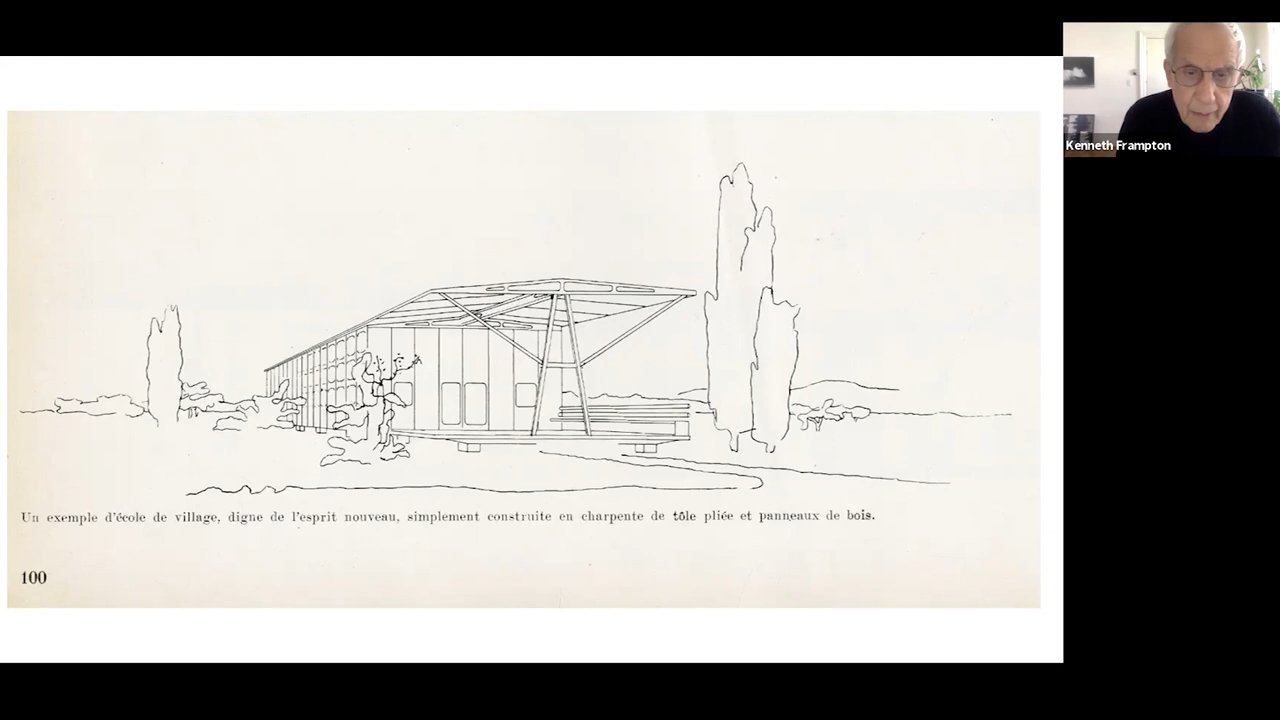 Kenneth Frampton
Un exemple d'école de village, digne de l'esprit nouveau, simplement construite en charpente de tôle pliée et panneaux de bois.
100